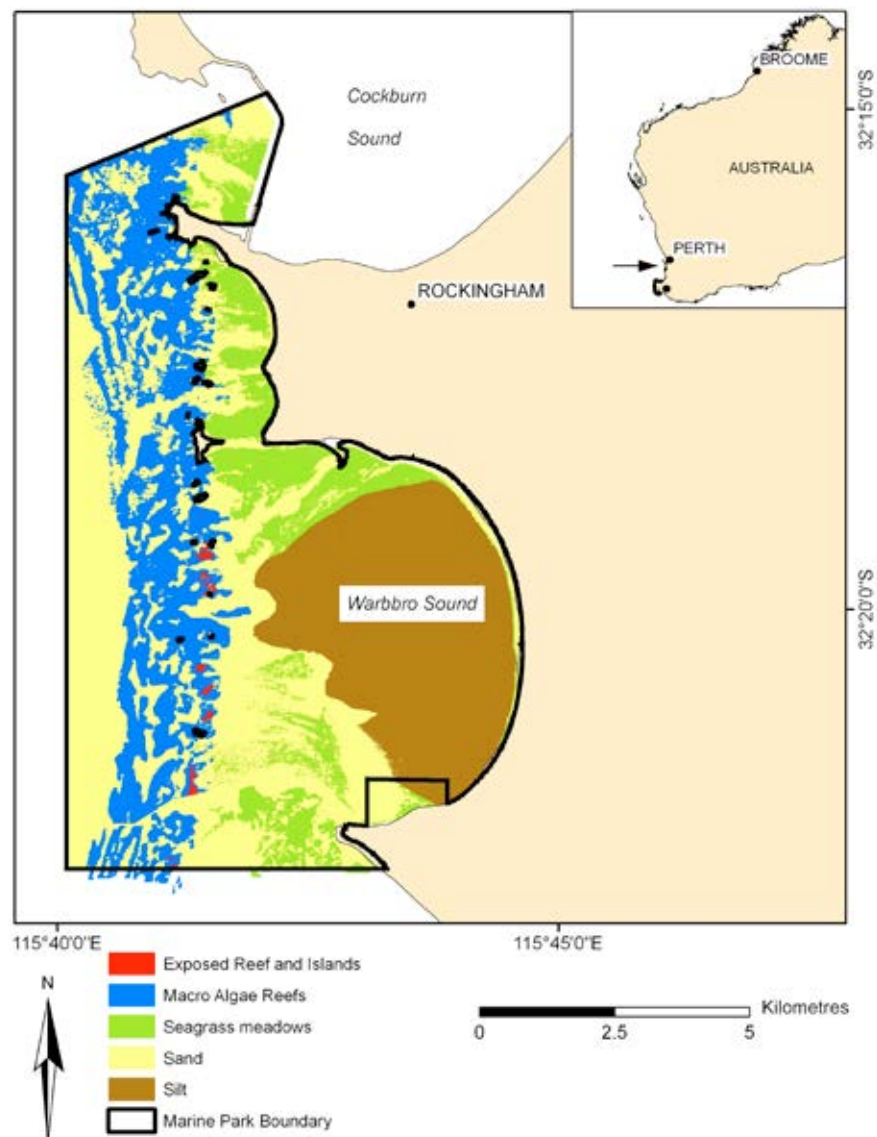 Cockburn
Sound
BROOME
AUSTRALIA
PERTH
32°15'0"S
ROCKINGHAM
Warbbro Sound
32°20'0"S
115°40'0"E
115°45'0"E
N
Exposed Reef and Islands
Macro Algae Reefs
Seagrass meadows
Sand
Silt
Marine Park Boundary
Kilometres
0 2.5 5